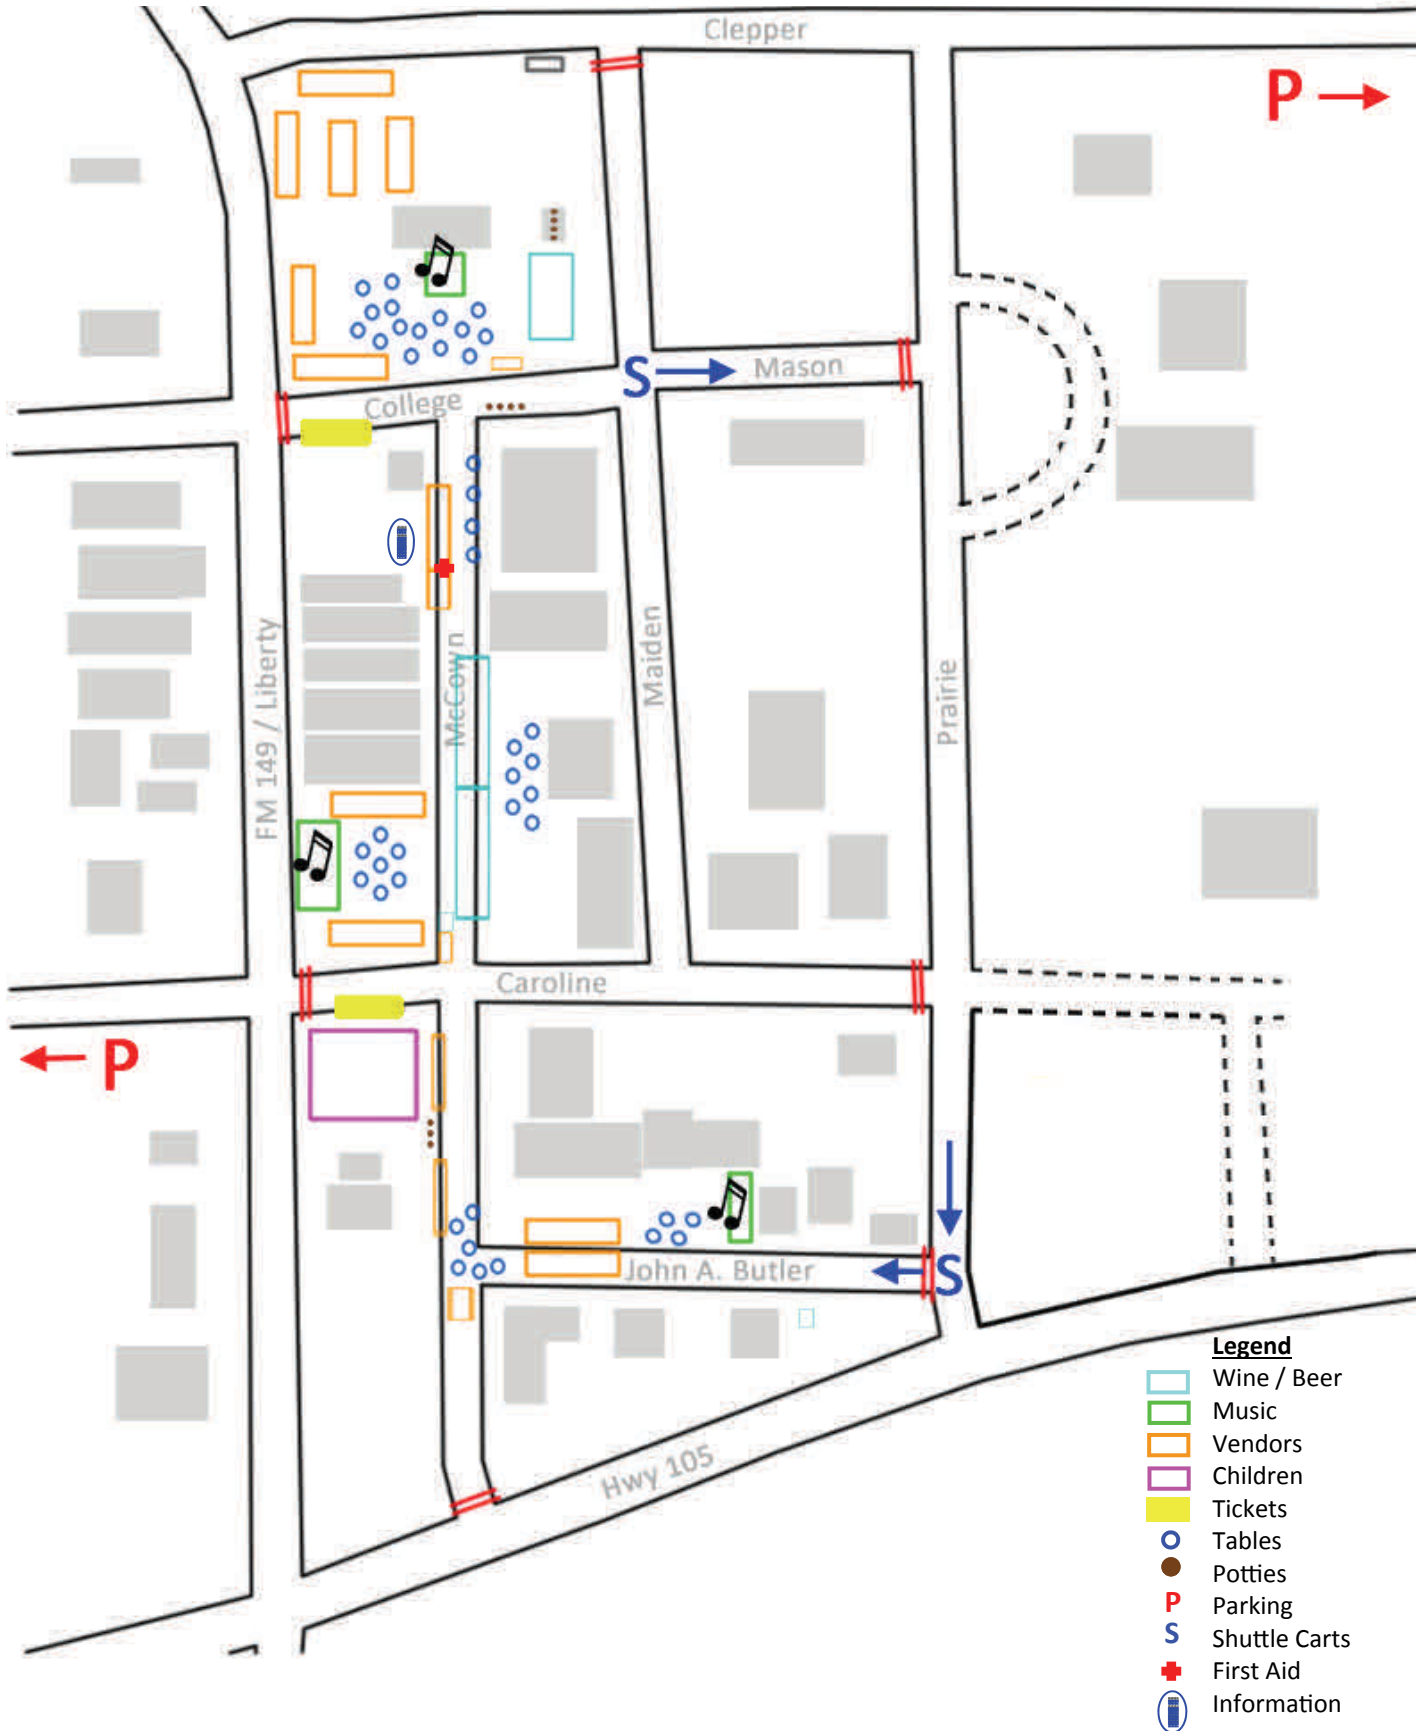 Clepper
P
S
Mason
College
FM 149 / Liberty
McCown
Maiden
Prairie
Caroline
P
John A. Butler
S
Hwy 105
Legend
Wine / Beer
Music
Vendors
Children
Tickets
Tables
Potties
P Parking
S Shuttle Carts
First Aid
Information